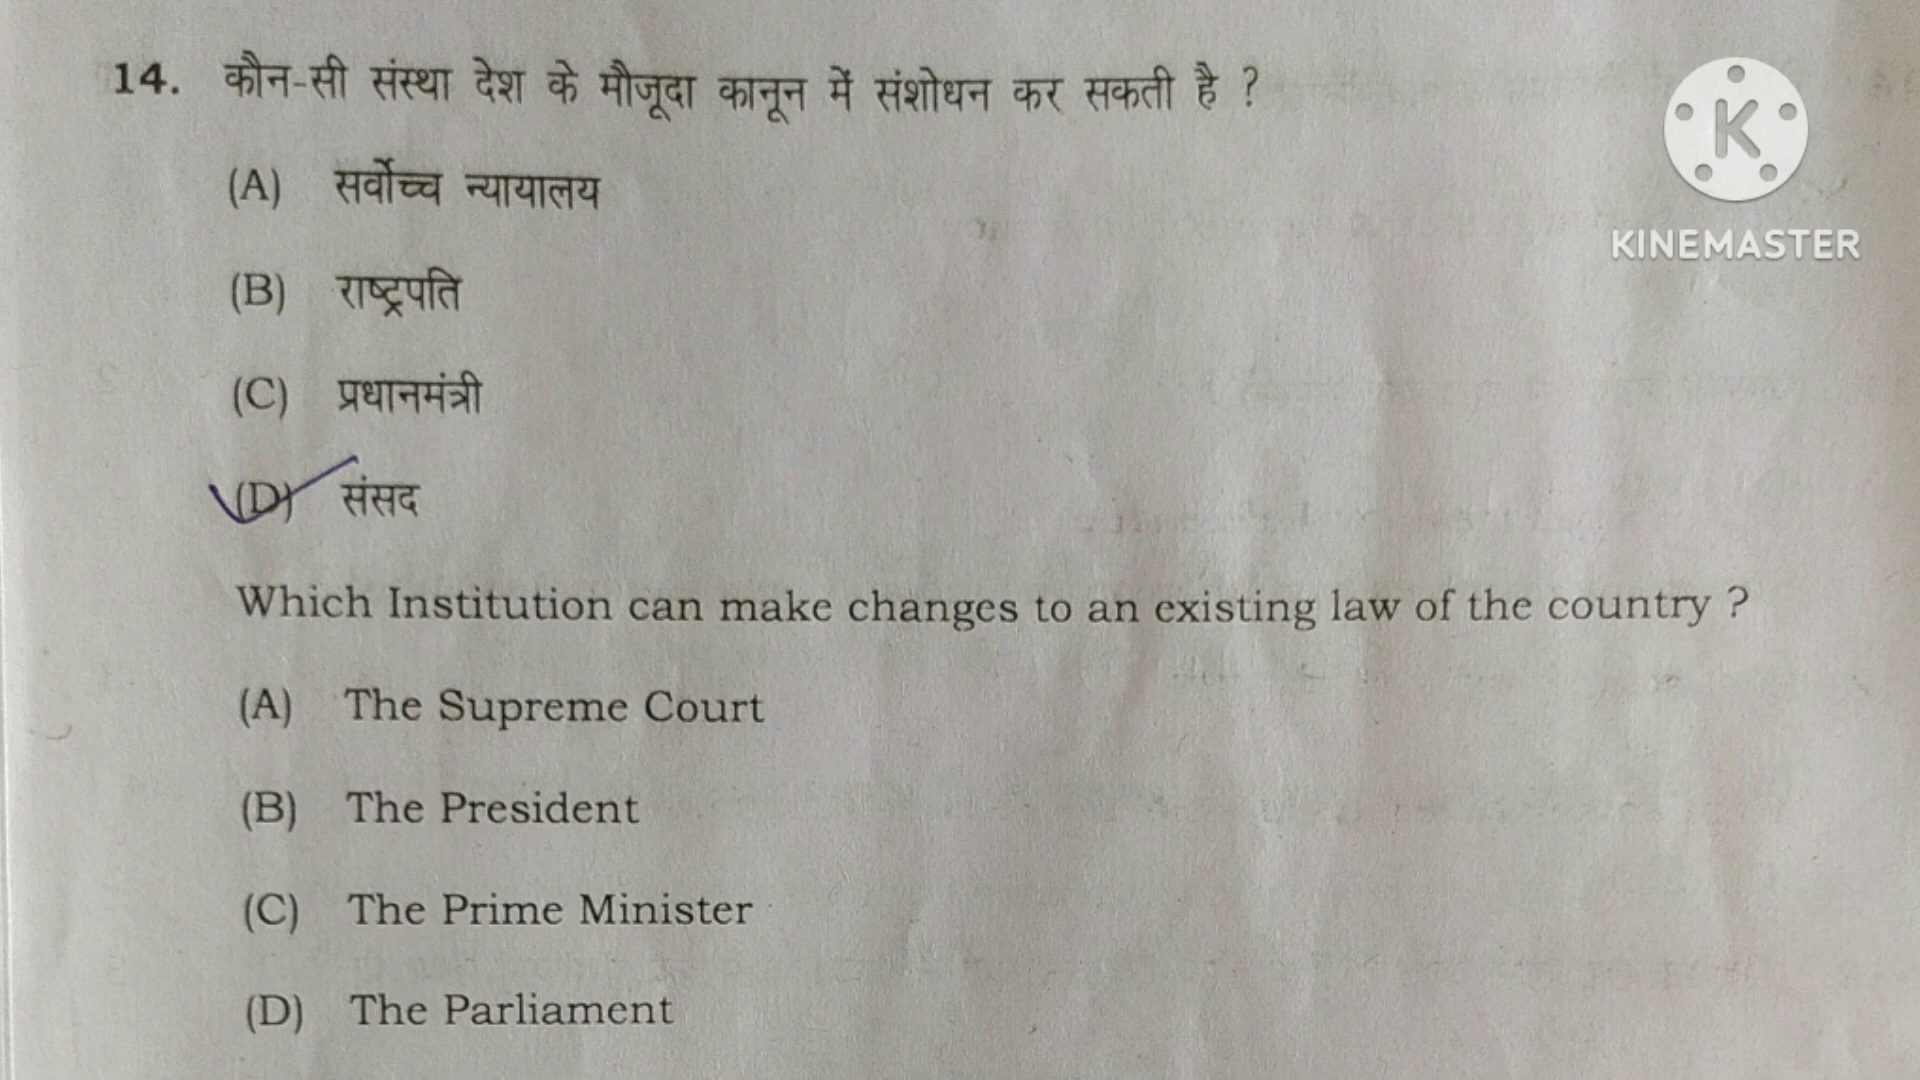 14. कौन-सी संस्था देश के मौजूदा कानून में संशोधन कर सकती है ?
(A) सर्वोच्च न्यायालय
(B) राष्ट्रपति
(C) प्रधानमंत्री
(D) संसद
Which Institution can make changes to an existing law of the country ?
(A) The Supreme Court
(B) The President
(C) The Prime Minister
(D) The Parliament
K
KINEMASTER